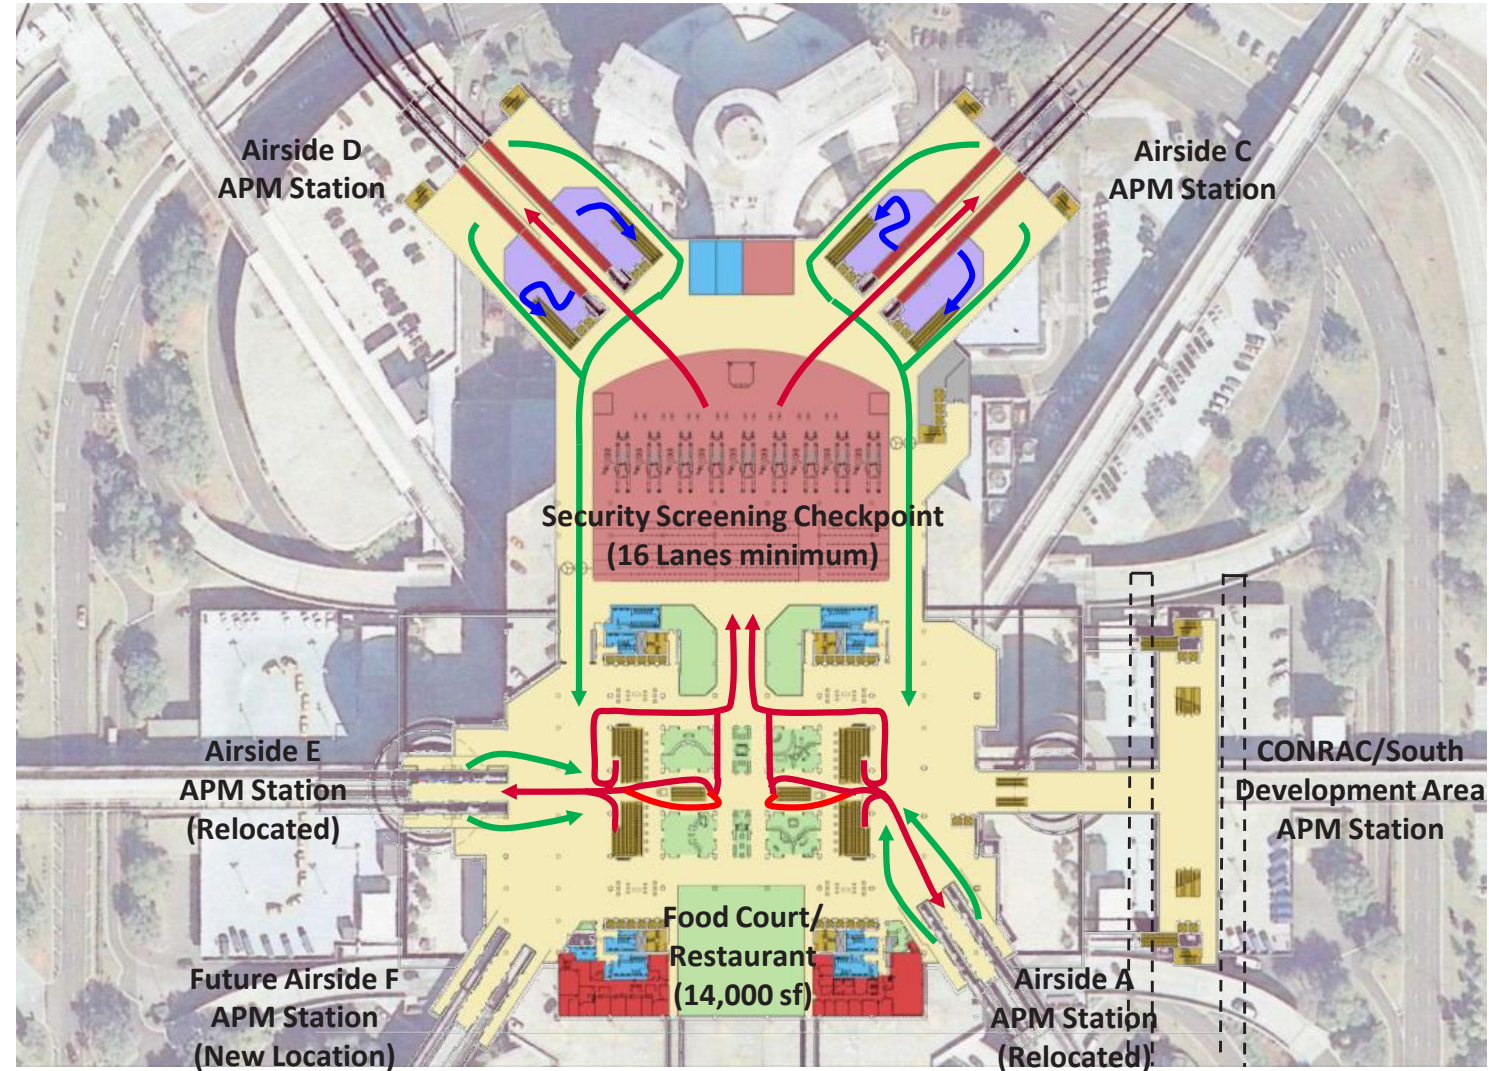 Airside D
APM Station
Airside C
APM Station
Security Screening Checkpoint
(16 Lanes minimum)
Airside E
APM Station
(Relocated)
CONRAC/South
Development Area
APM Station
Food Court/
Restaurant
(14,000 sf)
Future Airside F
APM Station
(New Location)
Airside A
APM Station
(Relocated)